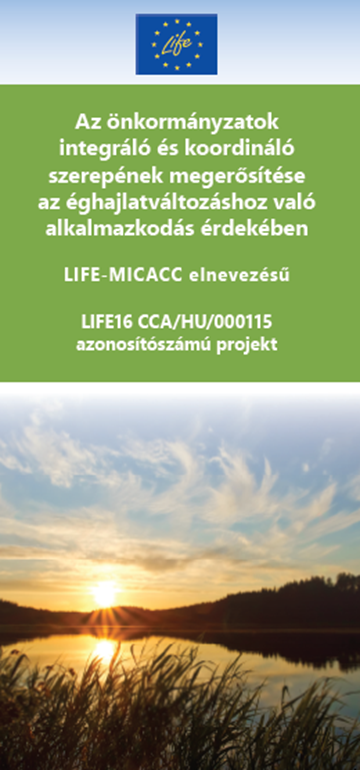 Life
Az önkormányzatok
integráló és koordináló
szerepének megerősítése
az éghajlatváltozáshoz való
alkalmazkodás érdekében
LIFE-MICACC elnevezésű
LIFE16 CCA/HU/000115
azonosítószámú projekt